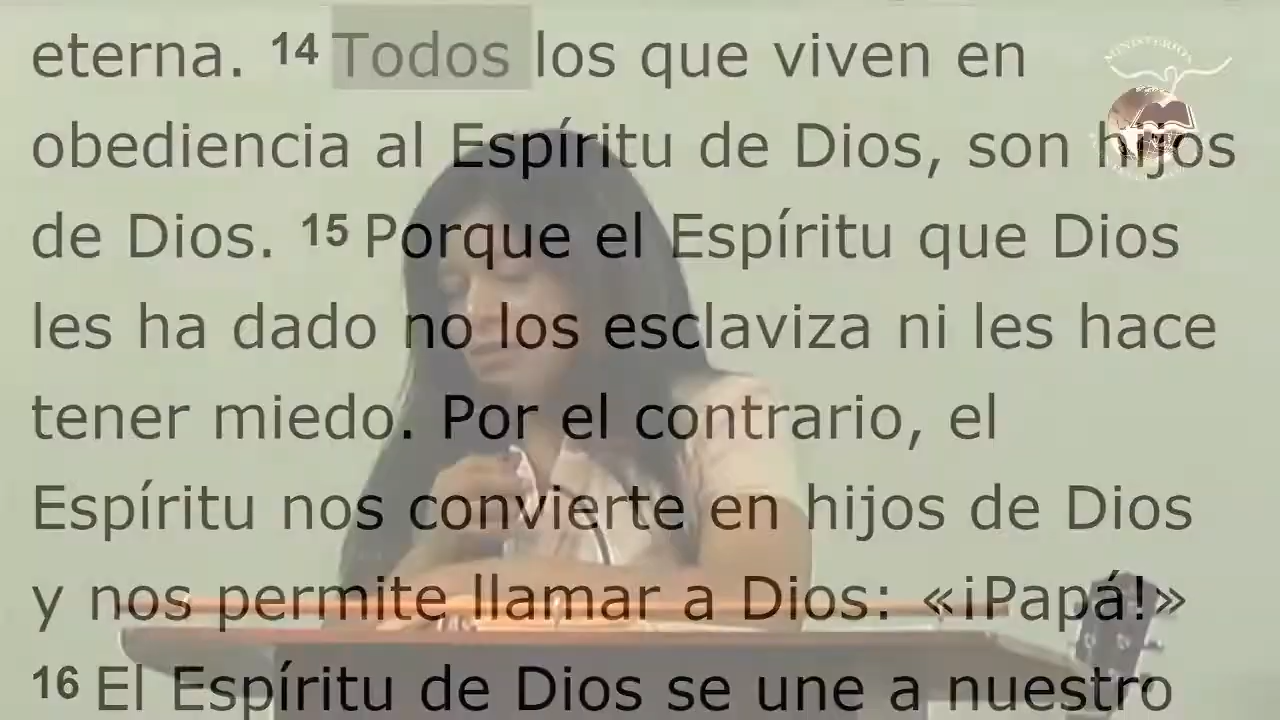 eterna. 14 Todos los que viven en
obediencia al Espíritu de Dios, son hijos
de Dios. 15 Porque el Espíritu que Dios
les ha dado no los esclaviza ni les hace
tener miedo. Por el contrario, el
Espíritu nos convierte en hijos de Dios
y nos permite llamar a Dios: «¡Papá!»
16 El Espíritu de Dios se une a nuestro
MINISTERIOS